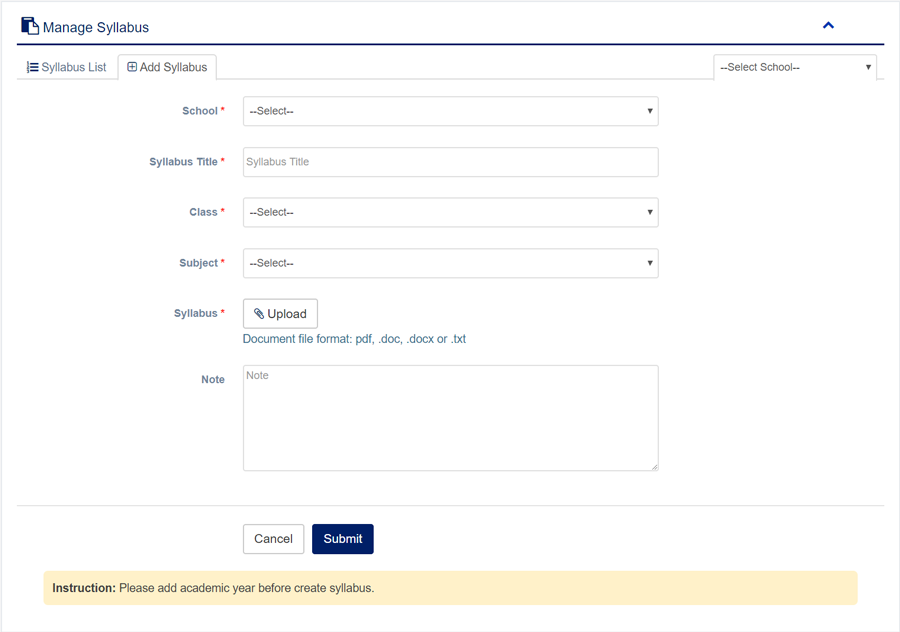 Manage Syllabus
Syllabus List
Add Syllabus
--Select School--
School *
--Select--
Syllabus Title *
Syllabus Title
Class *
--Select--
Subject *
--Select--
Syllabus *
Upload
Document file format: pdf, .doc, .docx or .txt
Note
Note
Cancel
Submit
Instruction: Please add academic year before create syllabus.